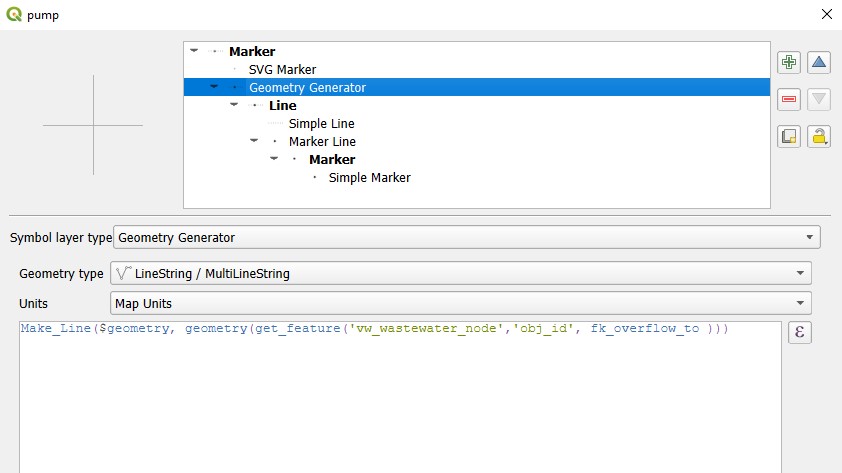 pump
Marker
SVG Marker
Geometry Generator
Line
Simple Line
Marker Line
Marker
Simple Marker
Symbol layer type Geometry Generator
Geometry type LineString / MultiLineString
Units Map Units
Make_Line($geometry, geometry(get_feature('vw_wastewater_node','obj_id', fk_overflow_to )))
ε